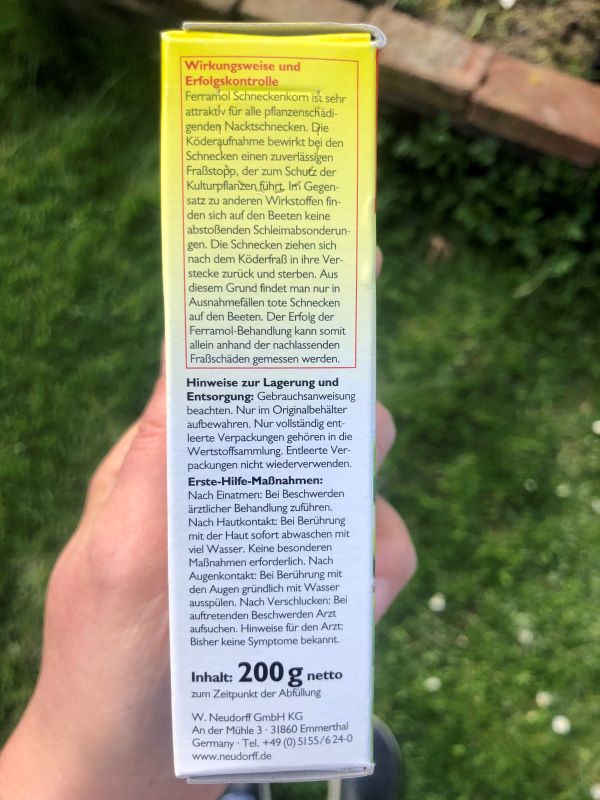 Wirkungsweise und
Erfolgskontrolle
Ferramol Schneckenkorn ist sehr
attraktiv für alle pflanzenschädi-
genden Nacktschnecken. Die
Köderaufnahme bewirkt bei den
Schnecken einen zuverlässigen
Fraßstopp, der zum Schutz der
Kulturpflanzen führt. Im Gegen-
satz zu anderen Wirkstoffen fin-
den sich auf den Beeten keine
abstoßenden Schleimabsonderun-
gen. Die Schnecken ziehen sich
nach dem Köderfraß in ihre Ver-
stecke zurück und sterben. Aus
diesem Grund findet man nur in
Ausnahmefällen tote Schnecken
auf den Beeten. Der Erfolg der
Ferramol-Behandlung kann somit
allein anhand der nachlassenden
Fraßschäden gemessen werden.
Hinweise zur Lagerung und
Entsorgung: Gebrauchsanweisung
beachten. Nur im Originalbehälter
aufbewahren. Nur vollständig ent-
leerte Verpackungen gehören in die
Wertstoffsammlung. Entleerte Ver-
packungen nicht wiederverwenden.
Erste-Hilfe-Maßnahmen:
Nach Einatmen: Bei Beschwerden
ärztlicher Behandlung zuführen.
Nach Hautkontakt: Bei Berührung
mit der Haut sofort abwaschen mit
viel Wasser. Keine besonderen
Maßnahmen erforderlich. Nach
Augenkontakt: Bei Berührung mit
den Augen gründlich mit Wasser
ausspülen. Nach Verschlucken: Bei
auftretenden Beschwerden Arzt
aufsuchen. Hinweise für den Arzt:
Bisher keine Symptome bekannt.
Inhalt: 200 g netto
zum Zeitpunkt der Abfüllung
W. Neudorff GmbH KG
An der Mühle 3 · 31860 Emmerthal
Germany · Tel. +49 (0) 5155/6 24-0
www.neudorff.de